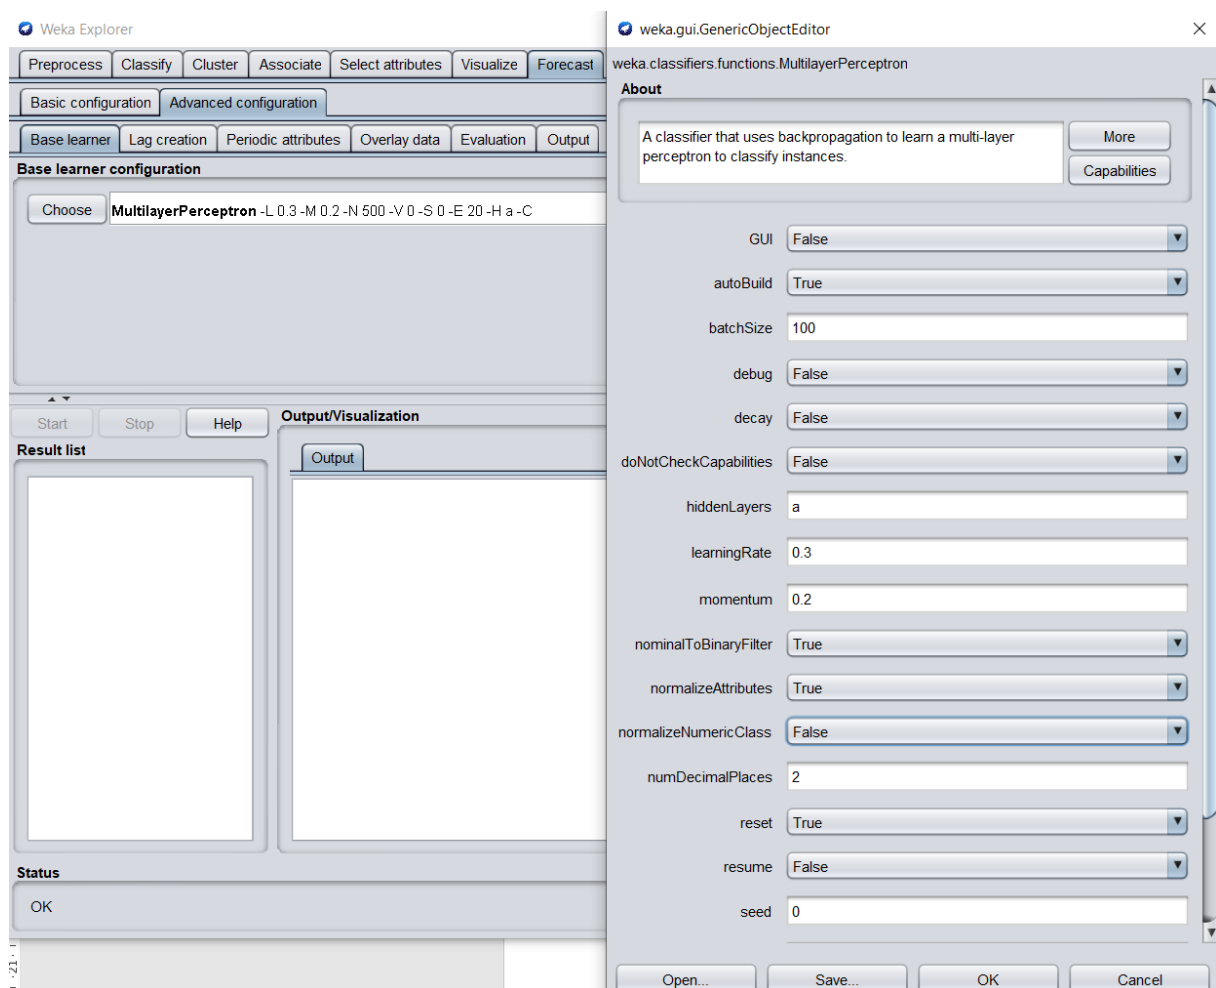 Weka Explorer
Preprocess Classify Cluster Associate Select attributes Visualize Forecast
Basic configuration Advanced configuration
Base learner Lag creation Periodic attributes Overlay data Evaluation Output
Base learner configuration
Choose MultilayerPerceptron -L 0.3 -M 0.2 -N 500 -V 0 -S 0 -E 20 -H a -C
Start Stop Help
Result list
Output/Visualization
Output
Status
OK
21
weka.gui.GenericObjectEditor
weka.classifiers.functions.MultilayerPerceptron
About
A classifier that uses backpropagation to learn a multi-layer
perceptron to classify instances.
More
Capabilities
GUI False
autoBuild True
batchSize 100
debug False
decay False
doNotCheckCapabilities False
hiddenLayers a
learningRate 0.3
momentum 0.2
nominalToBinaryFilter True
normalizeAttributes True
normalizeNumericClass False
numDecimalPlaces 2
reset True
resume False
seed 0
Open... Save... OK Cancel